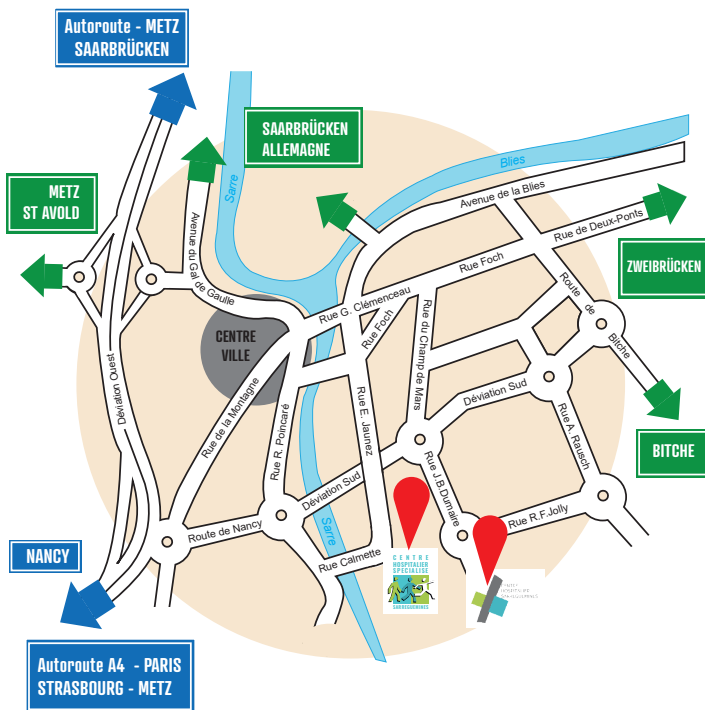 Autoroute - METZ
SAARBRÜCKEN
SAARBRÜCKEN
ALLEMAGNE
Sarre
Blies
METZ
ST AVOLD
Avenue de la Blies
Avenue du Gal de Gaulle
Rue de Deux-Ponts
Rue Foch
ZWEIBRÜCKEN
Route de Bitche
Rue G. Clémenceau
Rue Foch
CENTRE
VILLE
Rue du Champ de Mars
Déviation Ouest
Rue de la Montagne
Rue E. Jaunez
Déviation Sud
Rue R. Poincaré
Rue A. Rausch
BITCHE
Déviation Sud
Rue J.B.Dumaire
Route de Nancy
Sarre
Rue R.F.Jolly
Rue Calmette
NANCY
CENTRE
HOSPITALIER
SPECIALISE
SARREGUEMINES
Autoroute A4 - PARIS
STRASBOURG - METZ